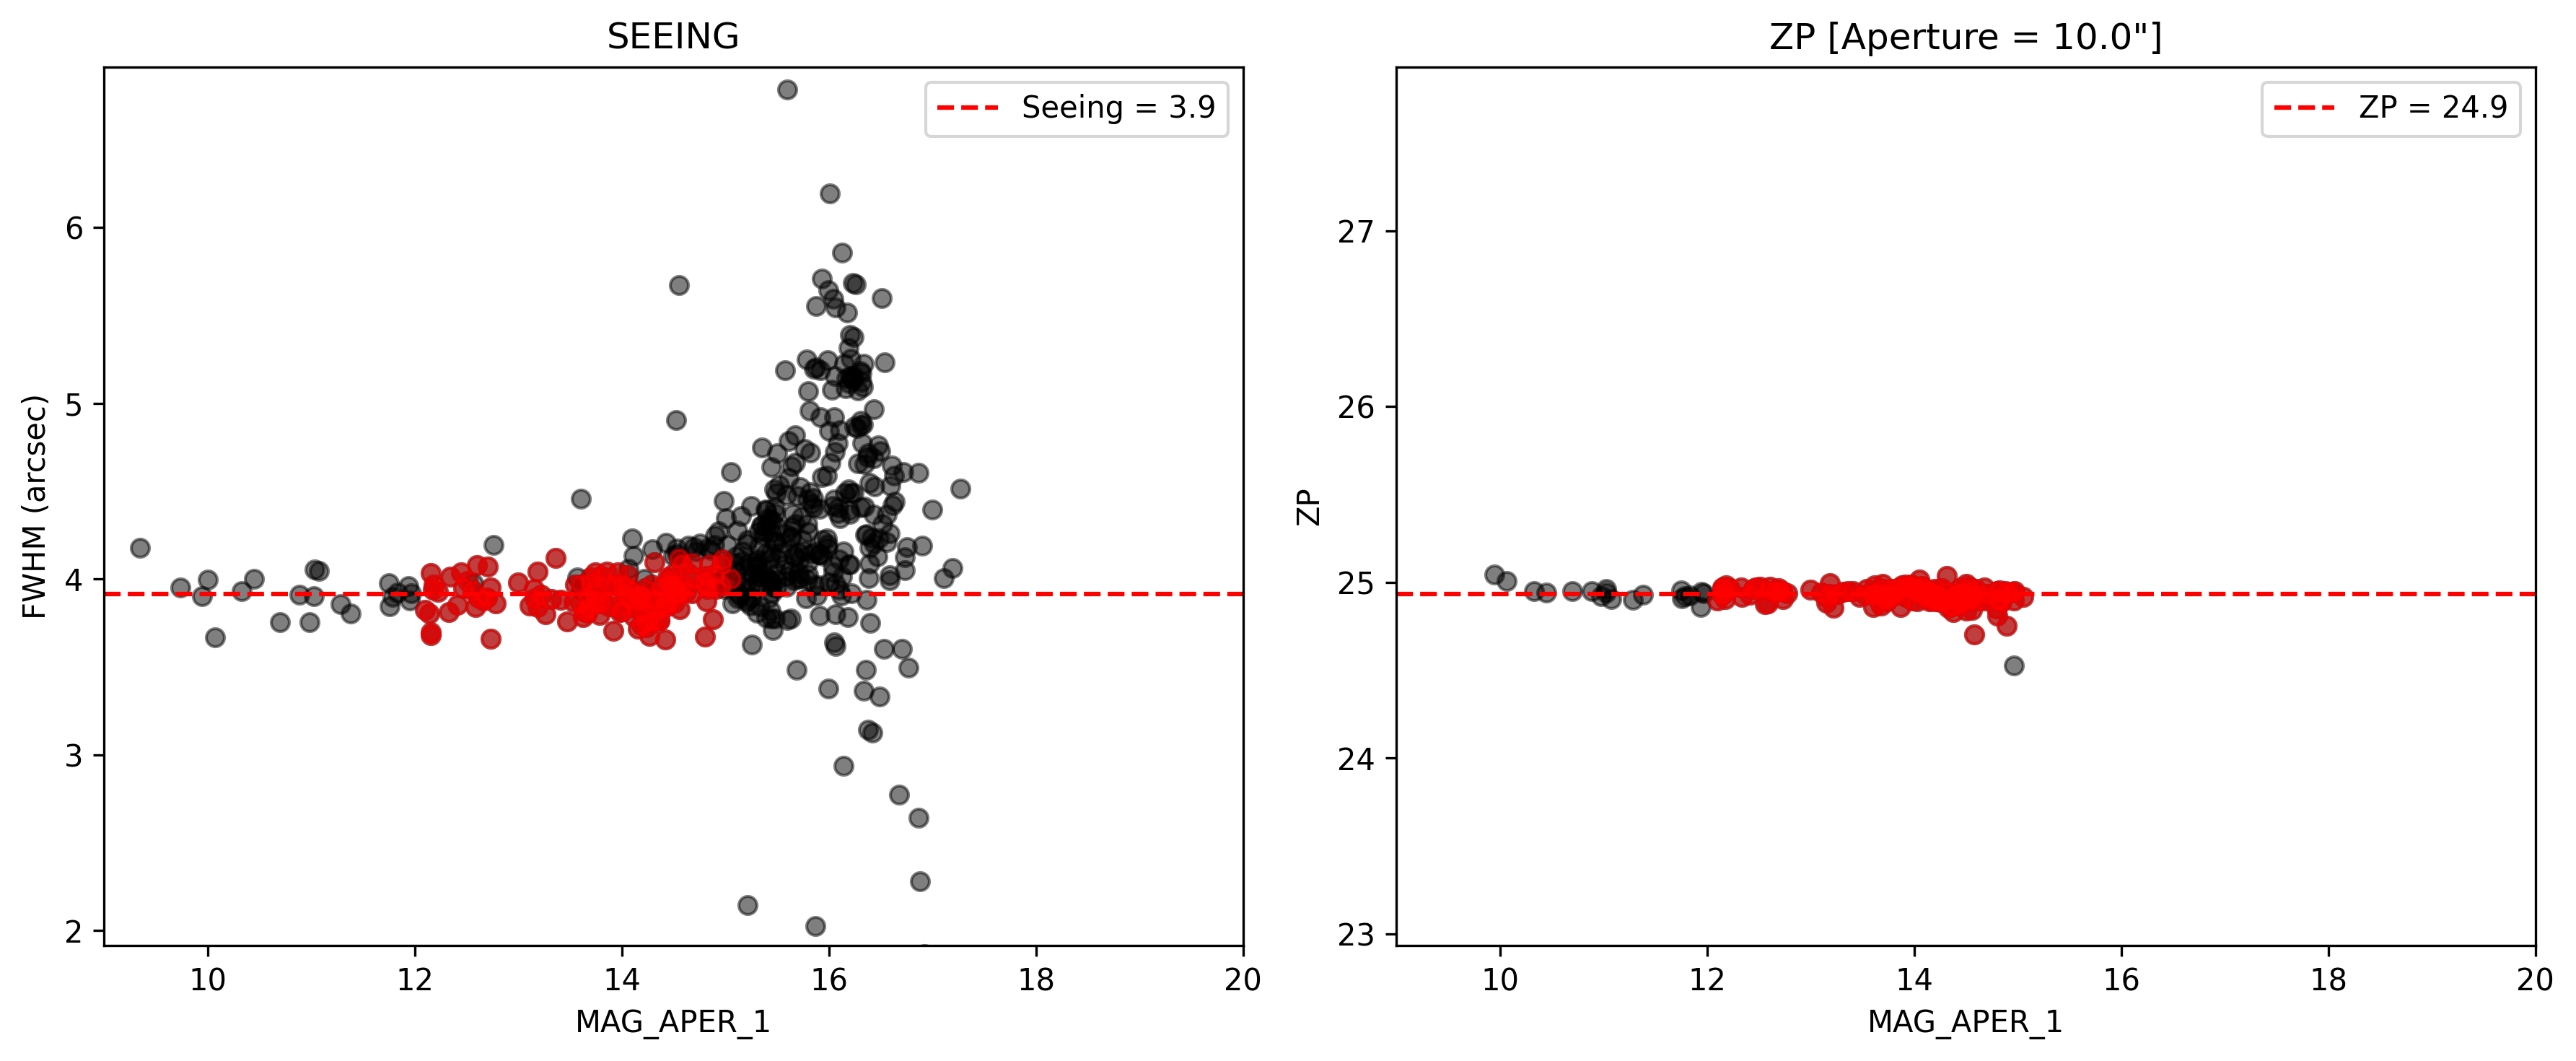 SEEING
Seeing = 3.9
6
5
4
3
2
FWHM (arcsec)
10 12 14 16 18 20
MAG_APER_1
ZP [Aperture = 10.0"]
ZP = 24.9
27
26
25
24
23
ZP
10 12 14 16 18 20
MAG_APER_1